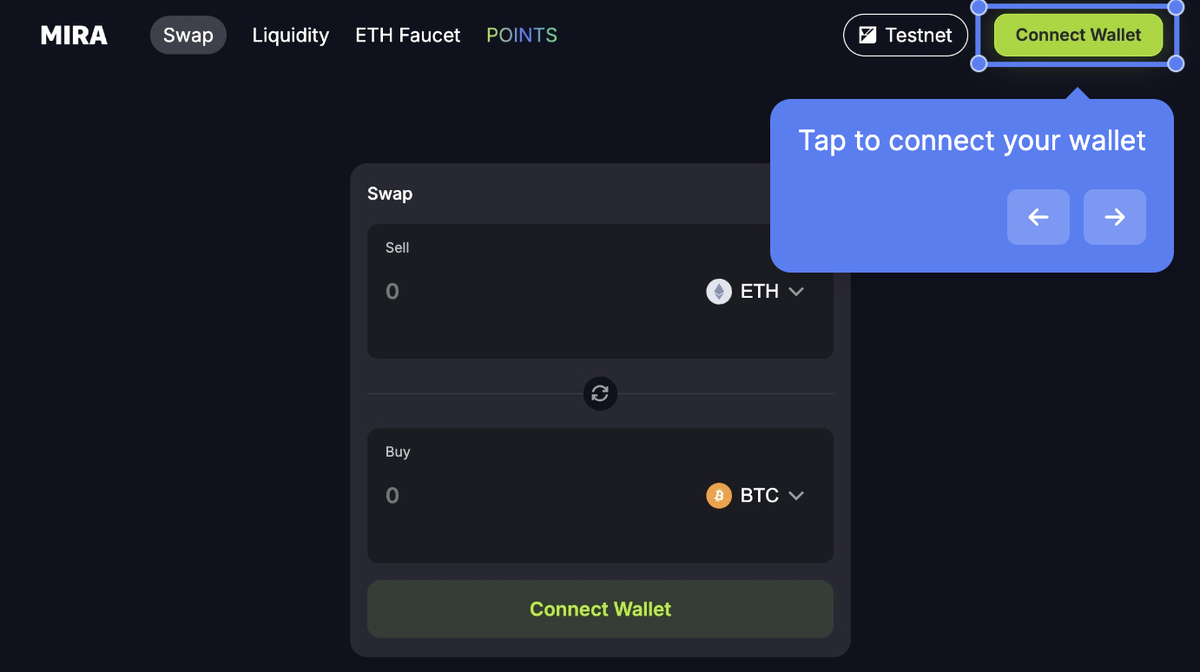 MIRA
Swap
Liquidity
ETH Faucet
POINTS
Testnet
Connect Wallet
Tap to connect your wallet
Swap
Sell
0
ETH
Buy
0
BTC
Connect Wallet